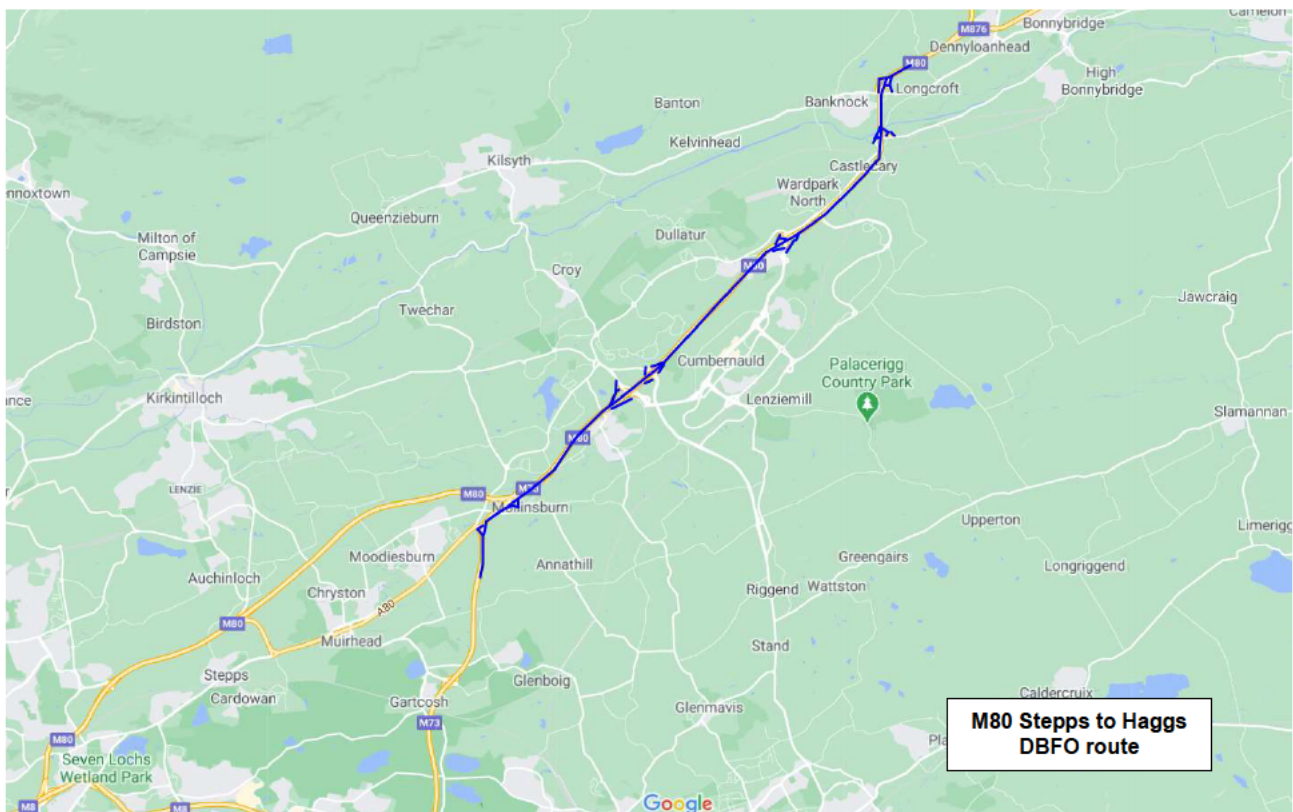 Camelon
M876
Bonnybridge
Dennyloanhead
M80
High
Bonnybridge
Longcroft
Banton
Banknock
Kelvinhead
Kilsyth
Castlecary
ennoxtown
Wardpark
North
Queenzieburn
Dullatur
Milton of
Campsie
M80
Croy
Jawcraig
Twechar
Birdston
Cumbernauld
Palacerigg
Country Park
Kirkintilloch
ance
Lenziemill
Slamannan
M80
LENZIE
M80
M73
Mollinsburn
r
Upperton
Limerigg
Moodiesburn
Annathill
Greengairs
Longriggend
Auchinloch
Chryston
Riggend
Wattston
A80
M80
Muirhead
Stand
Stepps
Glenboig
Cardowan
Gartcosh
Glenmavis
Caldercruix
M73
M80 Stepps to Haggs
DBFO route
M80
Pla
Seven Lochs
Wetland Park
M8
M8
Google